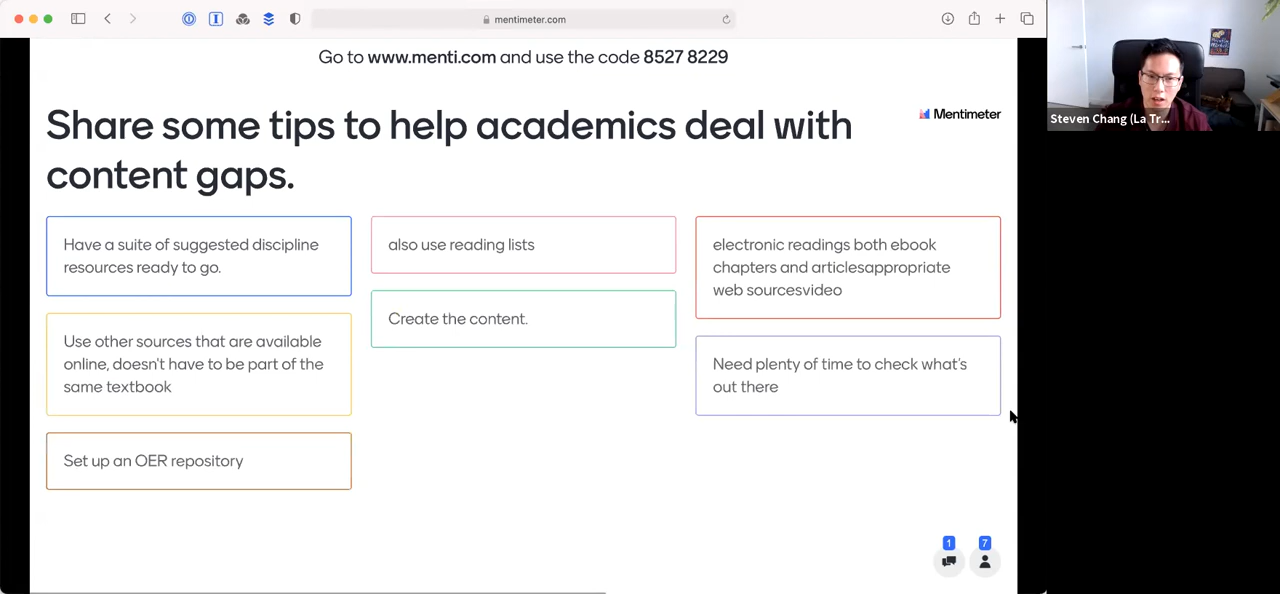 mentimeter.com
Go to www.menti.com and use the code 8527 8229
Share some tips to help academics deal with
content gaps.
Mentimeter
Steven Chang (La Tr...
Have a suite of suggested discipline
resources ready to go.
also use reading lists
electronic readings both ebook
chapters and articlesappropriate
web sourcesvideo
Create the content.
Use other sources that are available
online, doesn't have to be part of the
same textbook
Need plenty of time to check what's
out there
Set up an OER repository
1
7